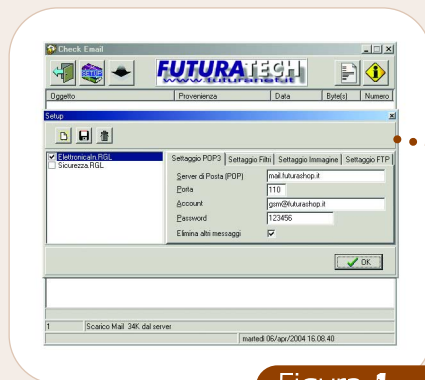 Check Email
SETUP
FUTURATECH
www.futuranet.it
Oggetto Provenienza Data Byte(s) Numero
Setup
ElettronicaIn.RGL
Sicurezza.RGL
Settaggio POP3 Settaggio Filtri Settaggio Immagine Settaggio FTP
Server di Posta (POP) mail.futurashop.it
Porta 110
Account gsm@futurashop.it
Password 123456
Elimina altri messaggi
OK
1 Scarico Mail 34K dal server
martedì 06/apr/2004 16.08.40
Figura